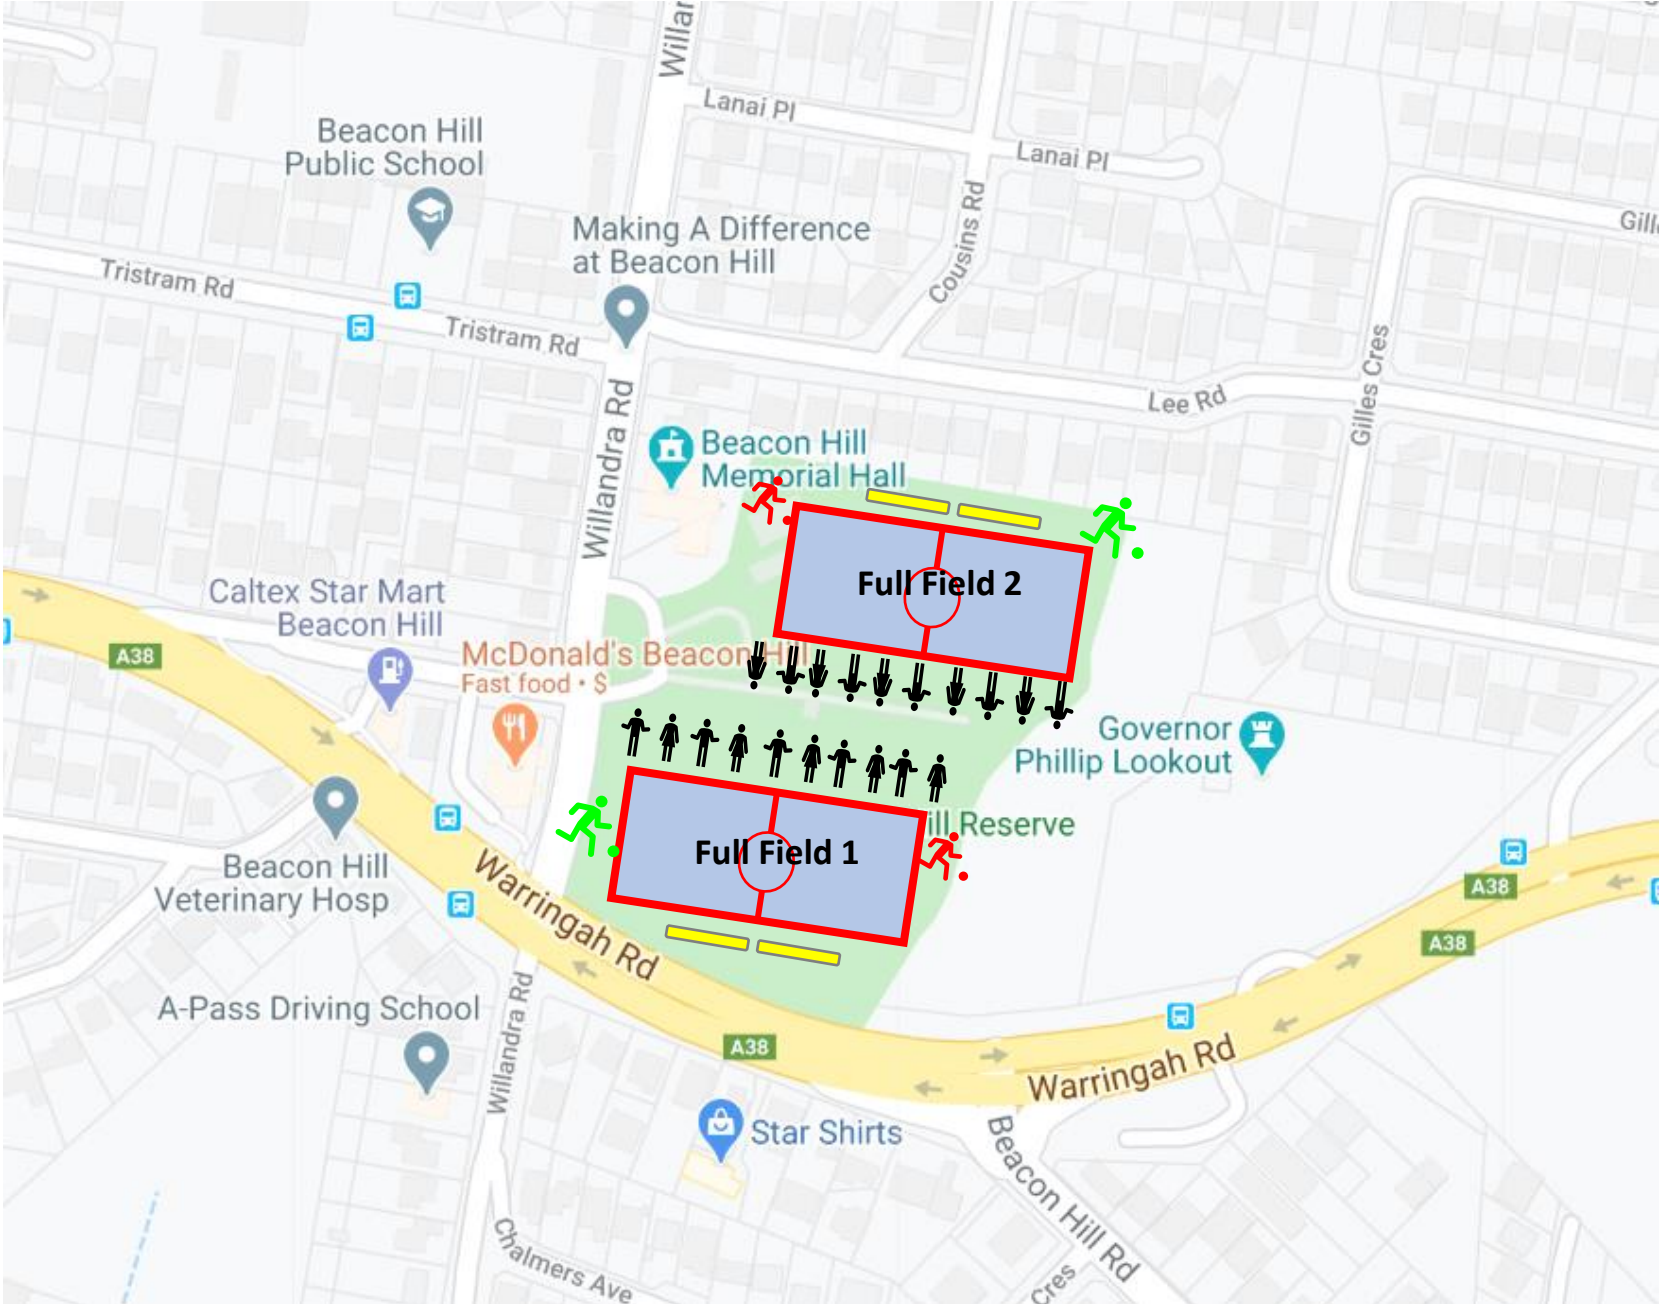 Willar
Lanai Pl
Lanai Pl
Beacon Hill
Public School
Making A Difference
at Beacon Hill
Cousins Rd
Gill
Tristram Rd
Tristram Rd
Lee Rd
Gilles Cres
Willandra Rd
Beacon Hill
Memorial Hall
Full Field 2
Caltex Star Mart
Beacon Hill
A38
McDonald's Beacon Hill
Fast food • $
Governor
Phillip Lookout
ill Reserve
Full Field 1
Beacon Hill
Veterinary Hosp
Warringah Rd
A38
A38
A-Pass Driving School
Willandra Rd
A38
Warringah Rd
Star Shirts
Beacon Hill Rd
Chalmers Ave
Cres